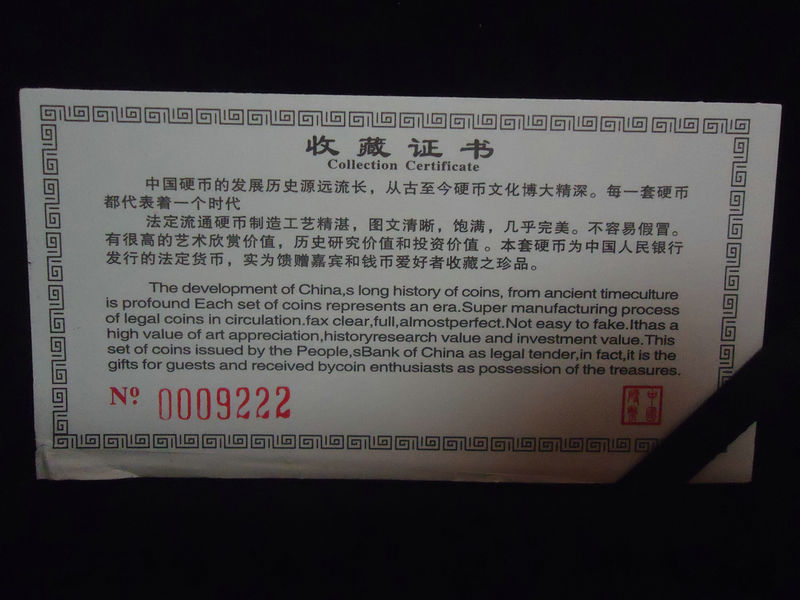 收藏证书
Collection Certificate
中国硬币的发展历史源远流长，从古至今硬币文化博大精深。每一套硬币
都代表着一个时代
法定流通硬币制造工艺精湛，图文清晰，饱满，几乎完美。不容易假冒。
有很高的艺术欣赏价值，历史研究价值和投资价值。本套硬币为中国人民银行
发行的法定货币，实为馈赠嘉宾和钱币爱好者收藏之珍品。
The development of China,s long history of coins, from ancient timeculture
is profound Each set of coins represents an era.Super manufacturing process
of legal coins in circulation.fax clear,full,almostperfect.Not easy to fake.Ithas a
high value of art appreciation,historyresearch value and investment value.This
set of coins issued by the People,sBank of China as legal tender,in fact,it is the
gifts for guests and received bycoin enthusiasts as possession of the treasures.
Nº 0009222
中國